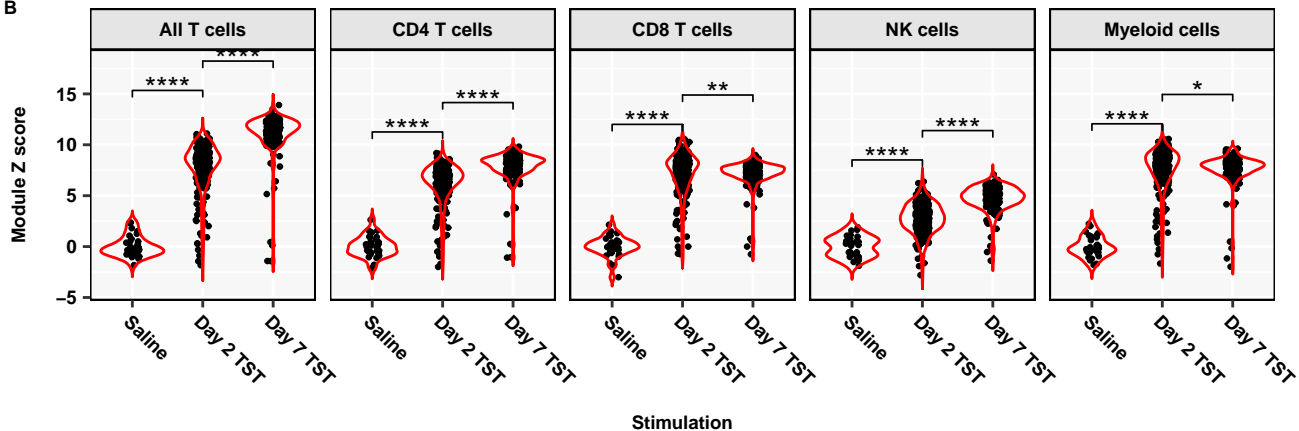 B
All T cells
CD4 T cells
CD8 T cells
NK cells
Myeloid cells
Module Z score
15
10
5
0
−5
****
****
****
****
****
**
****
****
****
*
Saline
Day 2 TST
Day 7 TST
Saline
Day 2 TST
Day 7 TST
Saline
Day 2 TST
Day 7 TST
Saline
Day 2 TST
Day 7 TST
Saline
Day 2 TST
Day 7 TST
Stimulation